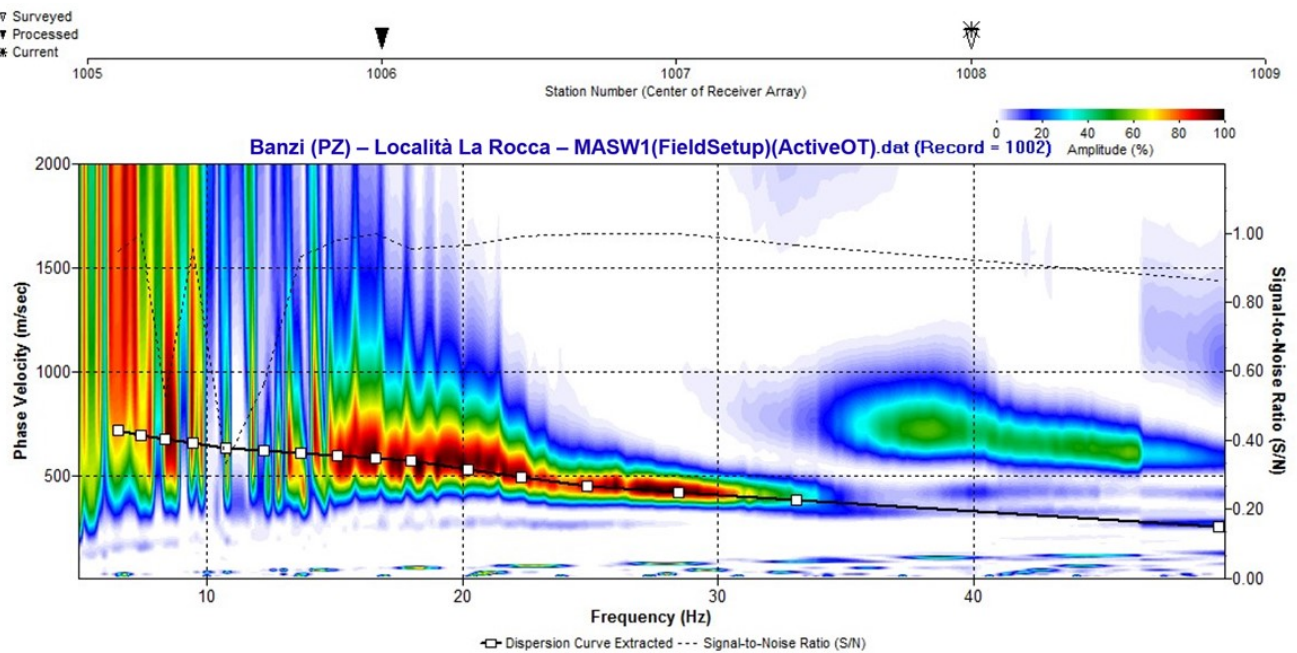 Surveyed
Processed
Current
1005 1006 1007 1008 1009
Station Number (Center of Receiver Array)
0 20 40 60 80 100
Amplitude (%)
Banzi (PZ) – Località La Rocca – MASW1(FieldSetup)(ActiveOT).dat (Record = 1002)
Phase Velocity (m/sec)
2000
1500
1000
500
Signal-to-Noise Ratio (S/N)
1.00
0.80
0.60
0.40
0.20
0.00
10 20 30 40
Frequency (Hz)
Dispersion Curve Extracted --- Signal-to-Noise Ratio (S/N)